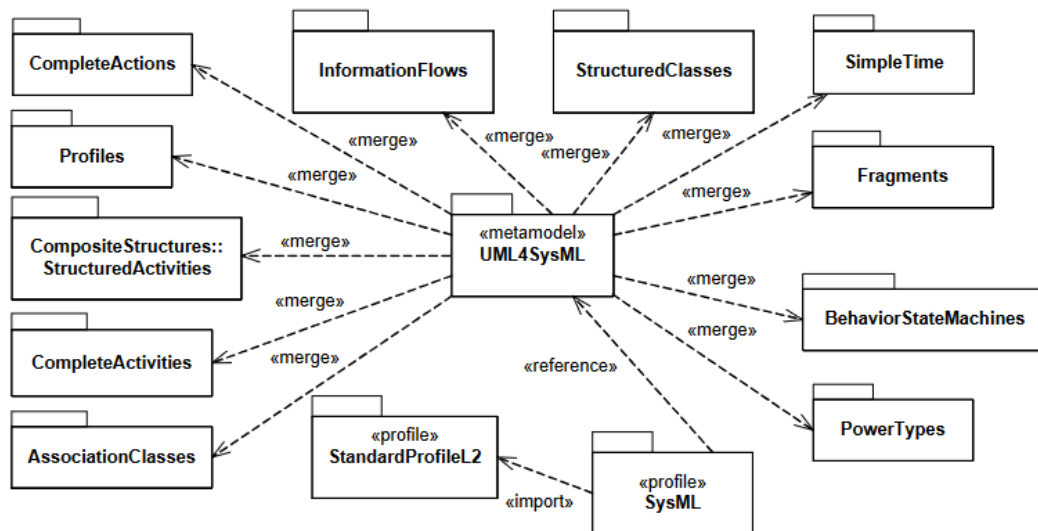 CompleteActions
InformationFlows
StructuredClasses
SimpleTime
«merge»
«merge»
«merge»
«merge»
Profiles
«merge»
«merge»
Fragments
«metamodel»
UML4SysML
CompositeStructures::
StructuredActivities
«merge»
«merge»
«merge»
BehaviorStateMachines
CompleteActivities
«merge»
«merge»
«reference»
AssociationClasses
«profile»
StandardProfileL2
PowerTypes
«import»
«profile»
SysML